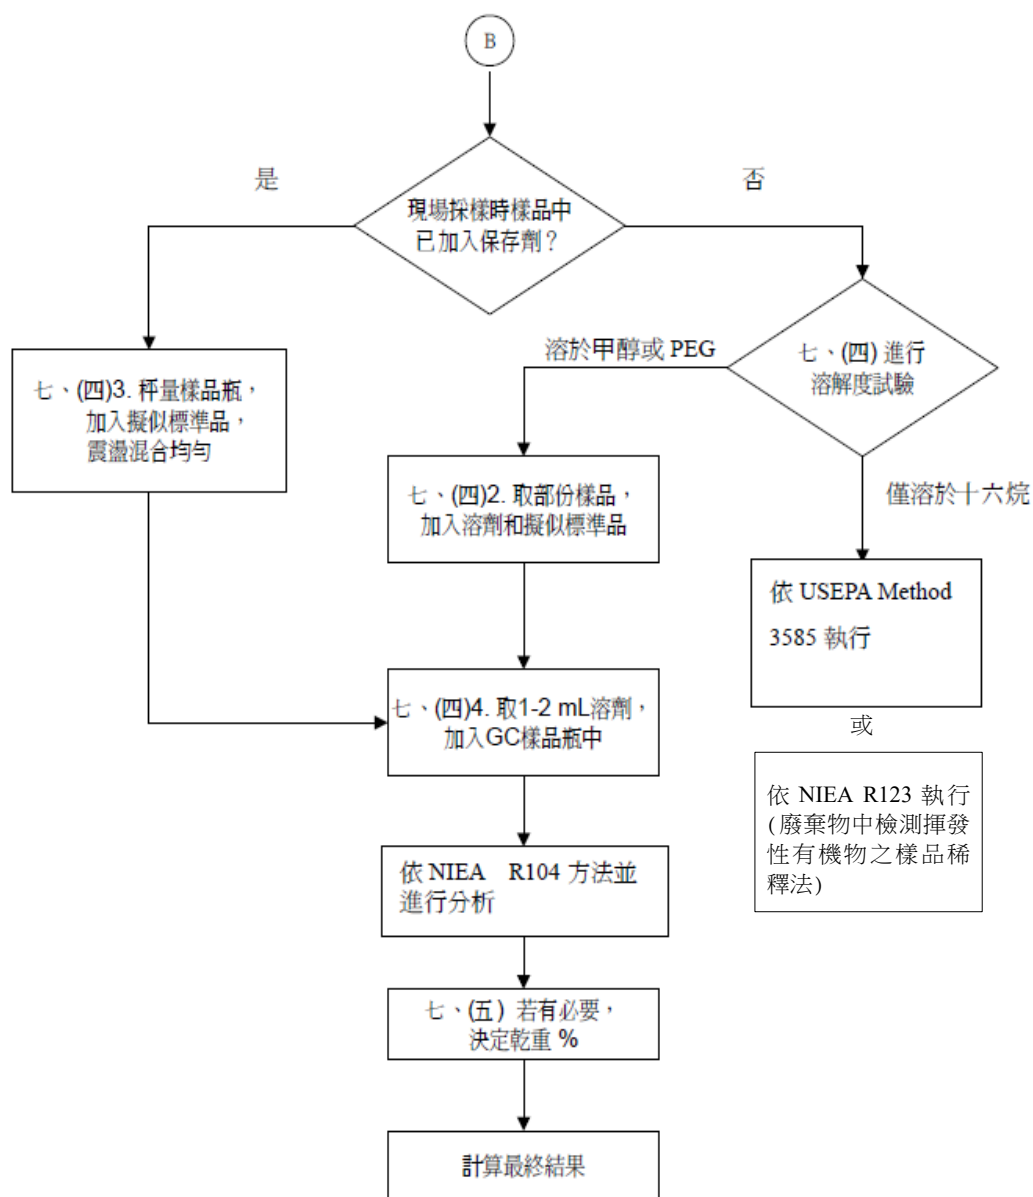 B
是
否
現場採樣時樣品中
已加入保存劑？
溶於甲醇或 PEG
七、(四) 進行
溶解度試驗
七、(四)3. 秤量樣品瓶，
加入擬似標準品，
震盪混合均勻
七、(四)2. 取部份樣品，
加入溶劑和擬似標準品
僅溶於十六烷
依 USEPA Method
3585 執行
七、(四)4. 取1-2 mL溶劑，
加入GC樣品瓶中
或
依 NIEA R123 執行
(廢棄物中檢測揮發
性有機物之樣品稀
釋法)
依 NIEA R104 方法並
進行分析
七、(五) 若有必要，
決定乾重 %
計算最終結果